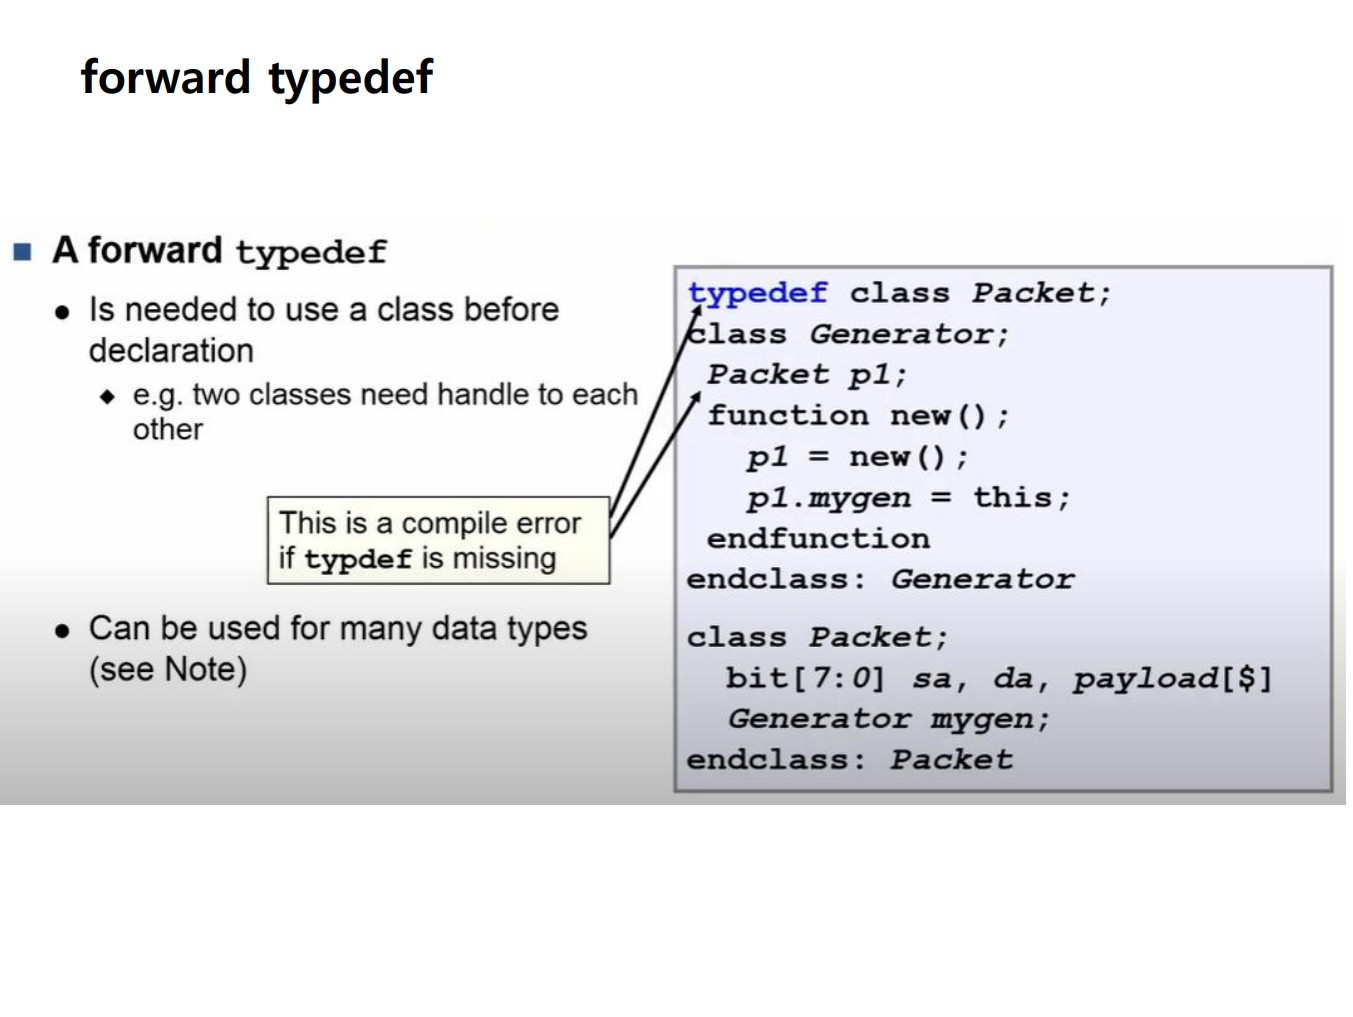 forward typedef
A forward typedef
Is needed to use a class before
declaration
e.g. two classes need handle to each
other
This is a compile error
if typdef is missing
Can be used for many data types
(see Note)
typedef class Packet;
class Generator;
Packet p1;
function new();
p1 = new();
p1.mygen = this;
endfunction
endclass: Generator
class Packet;
bit[7:0] sa, da, payload[$]
Generator mygen;
endclass: Packet